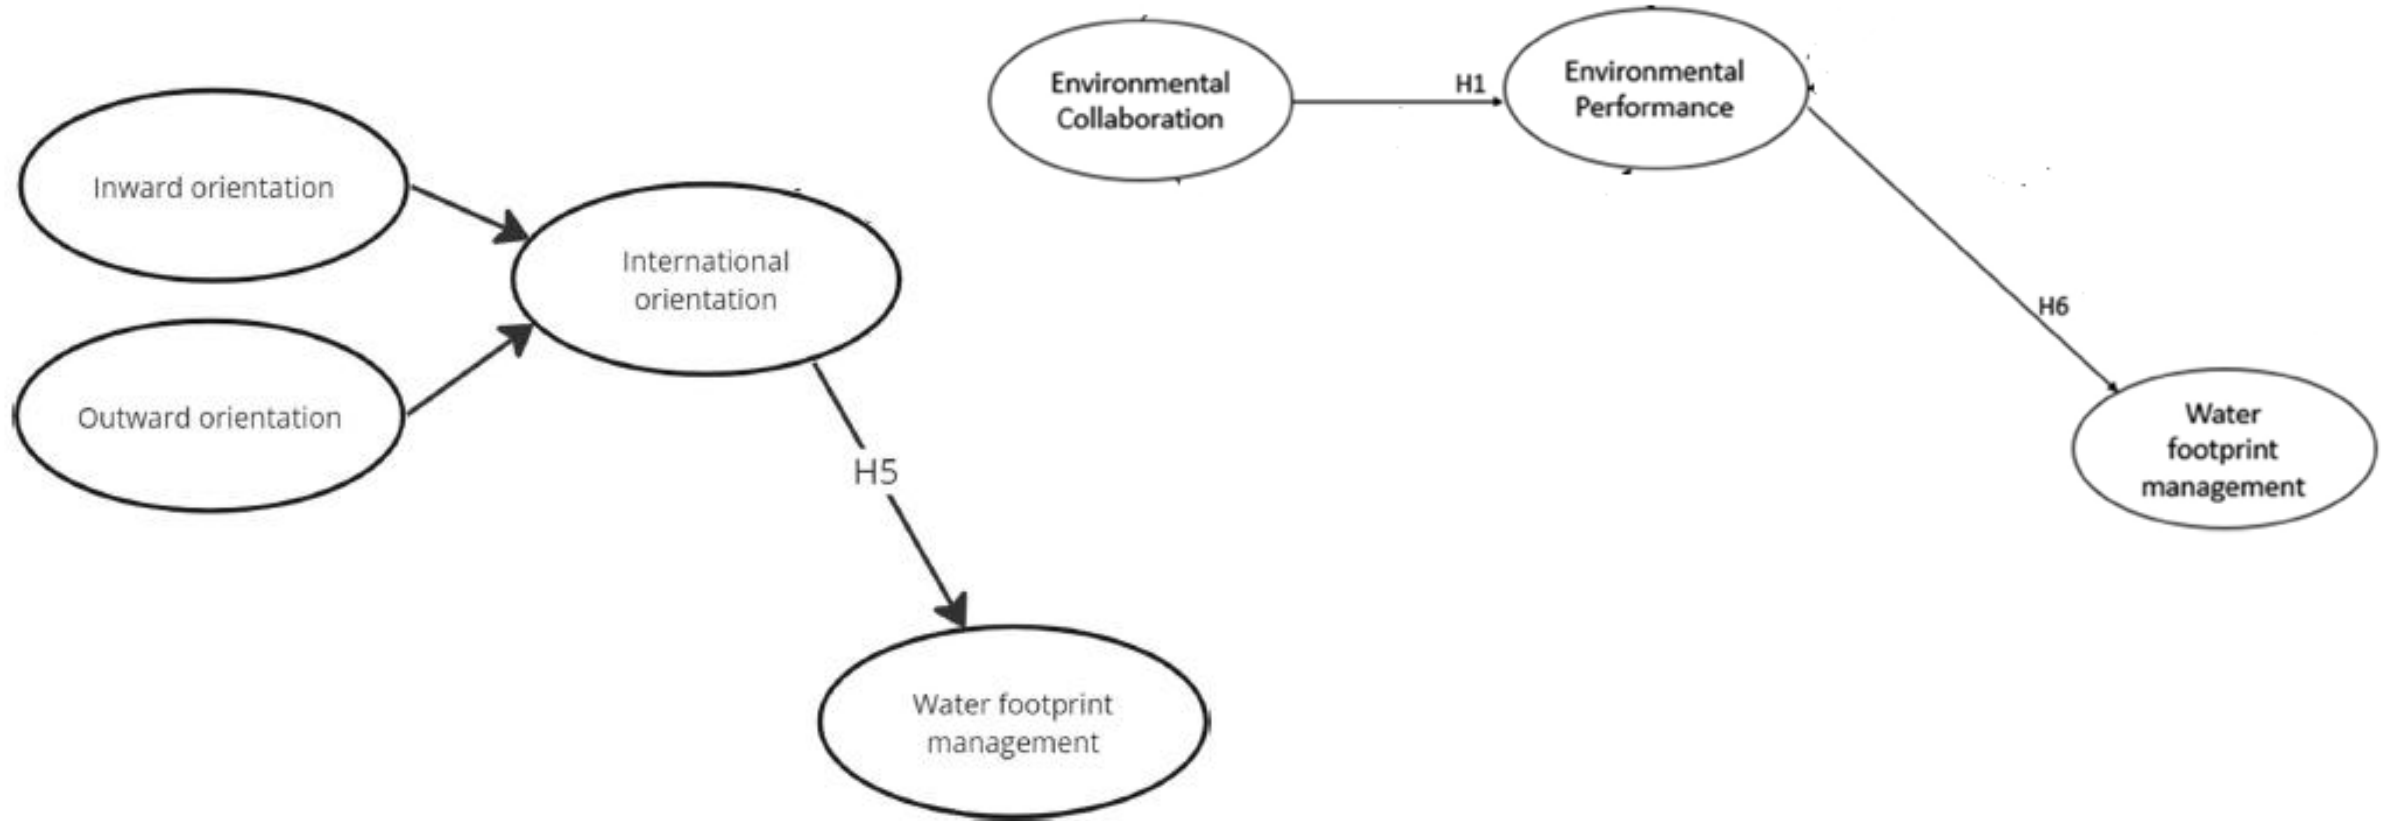 Inward orientation
Outward orientation
International
orientation
H5
Water footprint
management
Environmental
Collaboration
H1
Environmental
Performance
H6
Water
footprint
management